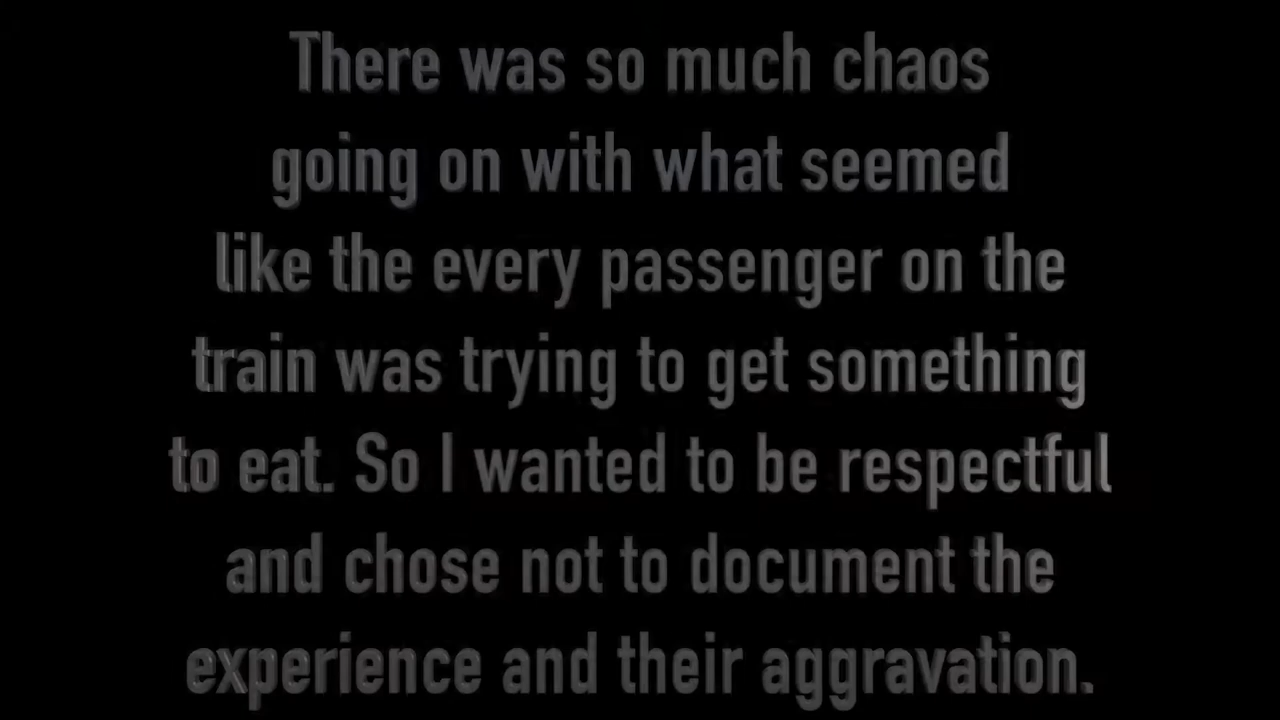 There was so much chaos
going on with what seemed
like the every passenger on the
train was trying to get something
to eat. So I wanted to be respectful
and chose not to document the
experience and their aggravation.